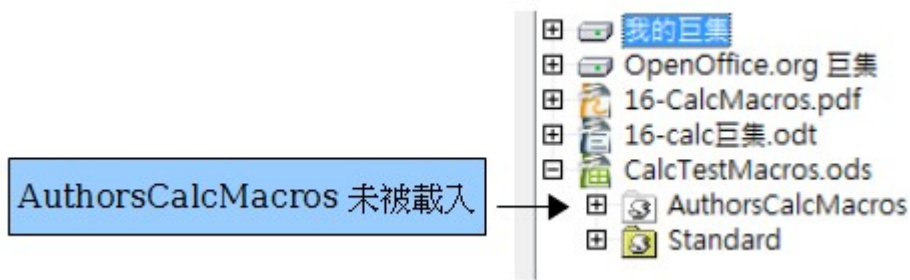 我的巨集
OpenOffice.org 巨集
16-CalcMacros.pdf
16-calc巨集.odt
CalcTestMacros.ods
AuthorsCalcMacros 未被載入
AuthorsCalcMacros
Standard